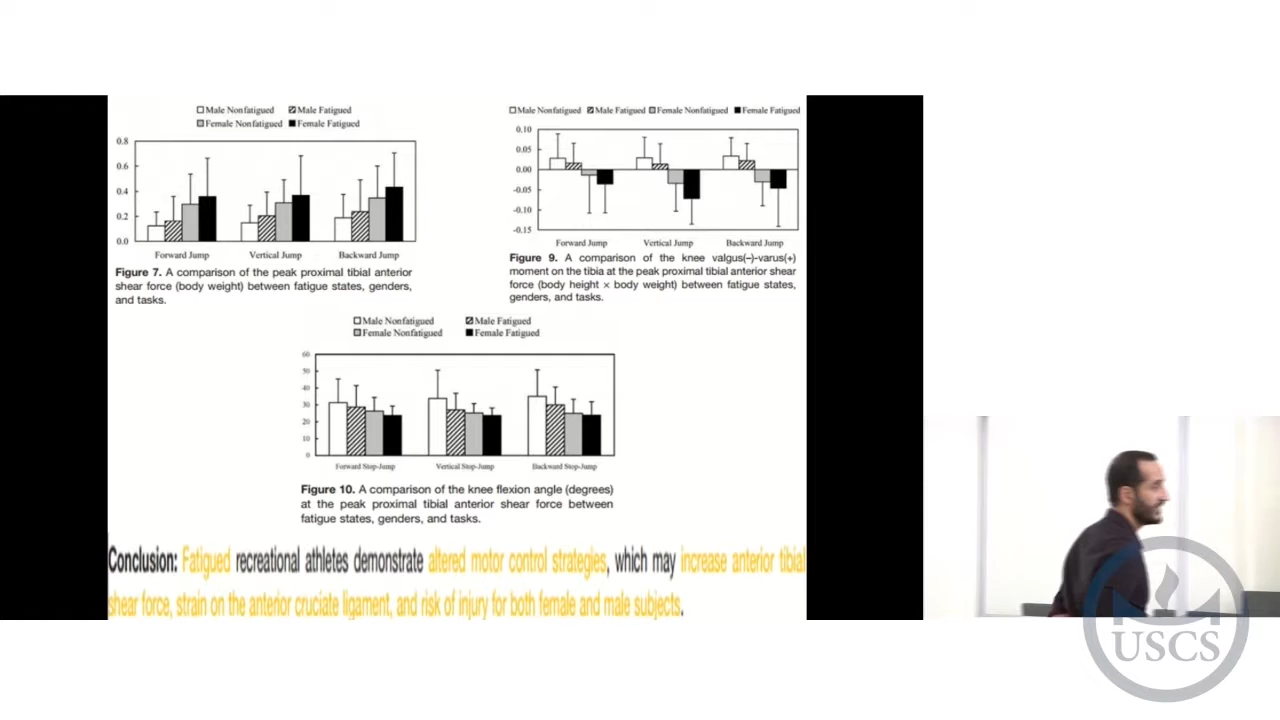 Male Nonfatigued Male Fatigued
Female Nonfatigued Female Fatigued
0.8
0.6
0.4
0.2
0.0
Forward Jump Vertical Jump Backward Jump
Figure 7. A comparison of the peak proximal tibial anterior
shear force (body weight) between fatigue states, genders,
and tasks.
Male Nonfatigued Male Fatigued Female Nonfatigued Female Fatigued
0.10
0.05
0.00
-0.05
-0.10
-0.15
Forward Jump Vertical Jump Backward Jump
Figure 9. A comparison of the knee valgus(–)-varus(+)
moment on the tibia at the peak proximal tibial anterior shear
force (body height × body weight) between fatigue states,
genders, and tasks.
Male Nonfatigued Male Fatigued
Female Nonfatigued Female Fatigued
60
50
40
30
20
10
0
Forward Stop-Jump Vertical Stop-Jump Backward Stop-Jump
Figure 10. A comparison of the knee flexion angle (degrees)
at the peak proximal tibial anterior shear force between
fatigue states, genders, and tasks.
Conclusion: Fatigued recreational athletes demonstrate altered motor control strategies, which may increase anterior tibial
shear force, strain on the anterior cruciate ligament, and risk of injury for both female and male subjects.
USCS